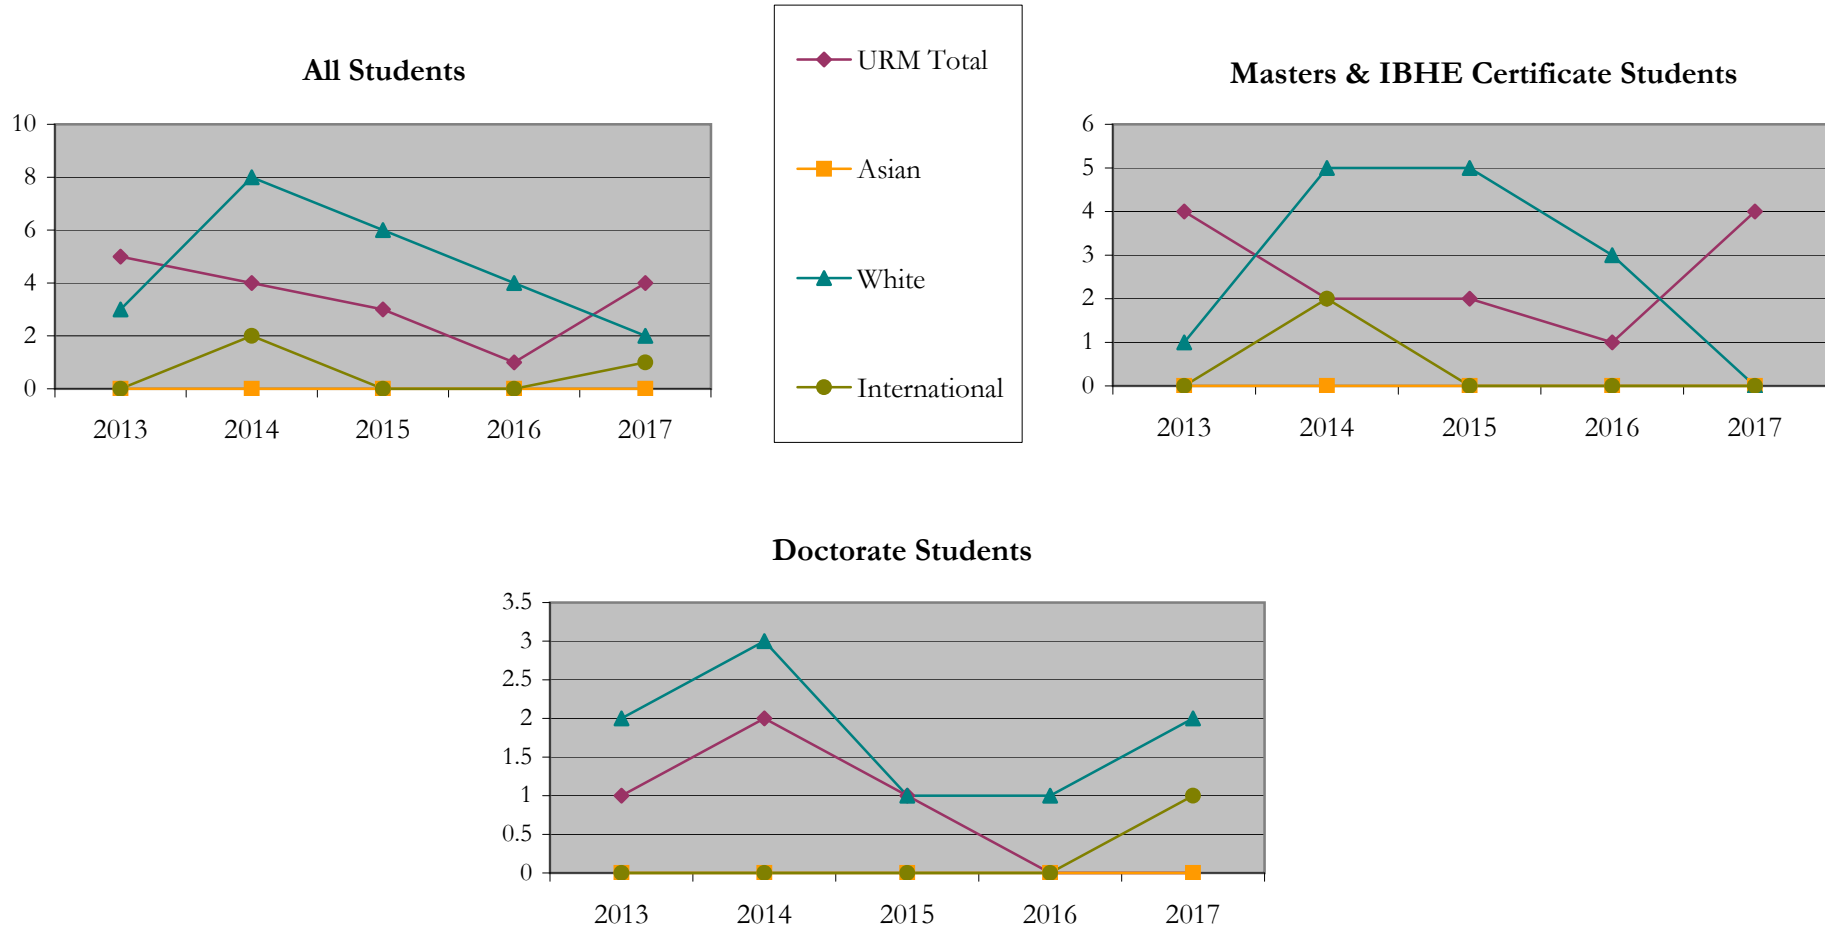 All Students
10
8
6
4
2
0
2013 2014 2015 2016 2017
URM Total
Asian
White
International
Masters & IBHE Certificate Students
6
5
4
3
2
1
0
2013 2014 2015 2016 2017
Doctorate Students
3.5
3
2.5
2
1.5
1
0.5
0
2013 2014 2015 2016 2017